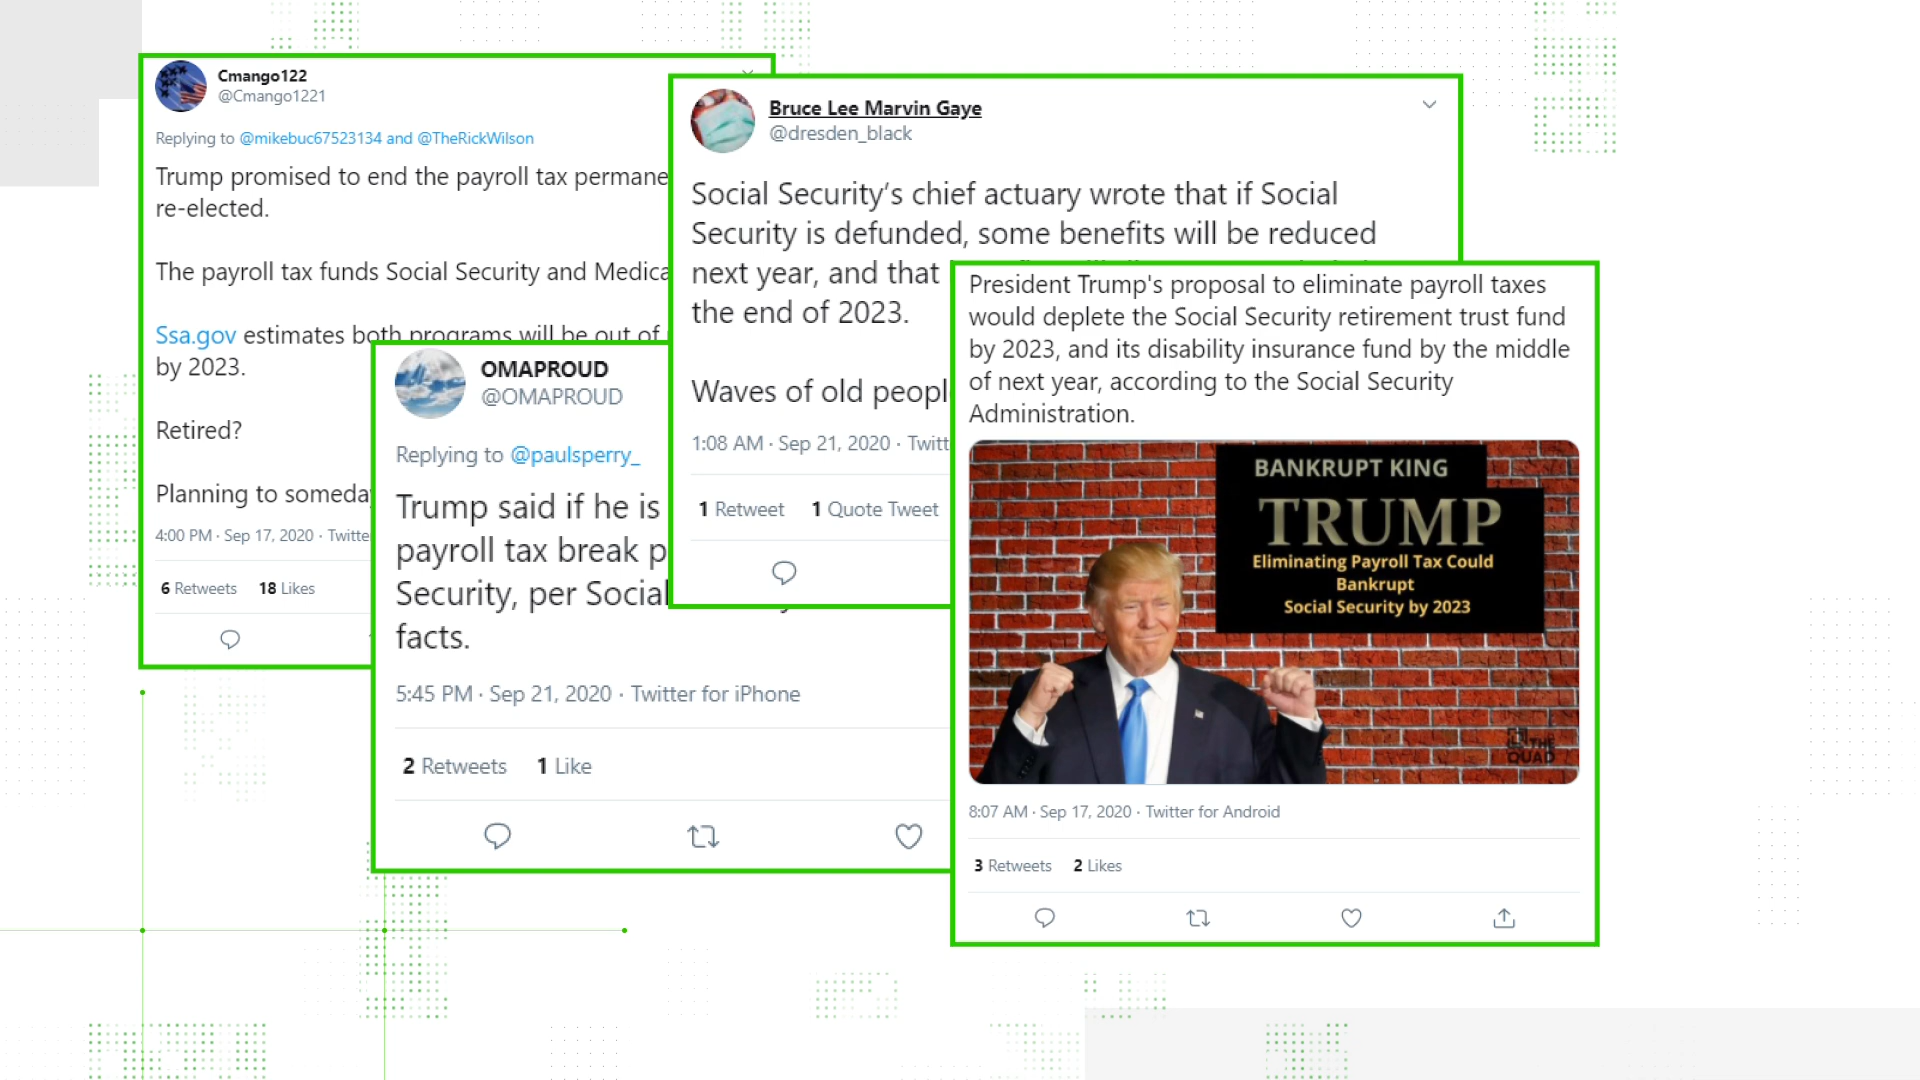 Cmango122
@Cmango1221
Replying to @mikebuc67523134 and @TheRickWilson
Trump promised to end the payroll tax
re-elected.
The payroll tax funds Social Security and
Ssa.gov estimates both programs will be out of
by 2023.
Retired?
Planning to
4:00 PM · Sep 17, 2020 ·
6 Retweets 18 Likes
OMAPROUD
@OMAPROUD
Replying to @paulsperry_
Trump said if he is
payroll tax break
Security, per Social
facts.
5:45 PM · Sep 21, 2020 · Twitter for iPhone
2 Retweets 1 Like
Bruce Lee Marvin Gaye
@dresden_black
Social Security’s chief actuary wrote that if Social
Security is defunded, some benefits will be reduced
next year, and that
the end of 2023.
Waves of old
1:08 AM · Sep 21, 2020 ·
1 Retweet 1 Quote Tweet
President Trump's proposal to eliminate payroll taxes
would deplete the Social Security retirement trust fund
by 2023, and its disability insurance fund by the middle
of next year, according to the Social Security
Administration.
BANKRUPT KING
TRUMP
Eliminating Payroll Tax Could
Bankrupt
Social Security by 2023
THE
QUAD
8:07 AM · Sep 17, 2020 · Twitter for Android
3 Retweets 2 Likes